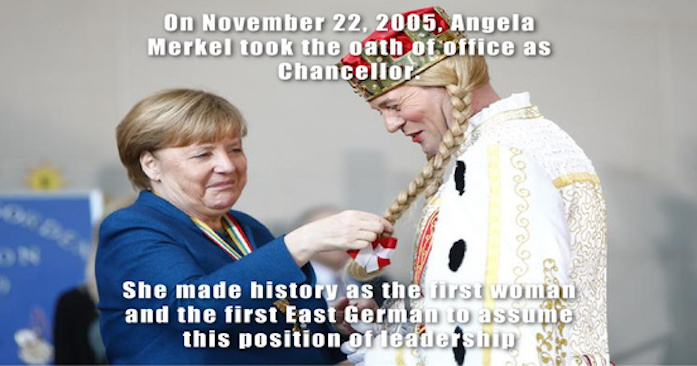 On November 22, 2005, Angela
Merkel took the oath of office as
Chancellor.
She made history as the first woman
and the first East German to assume
this position of leadership